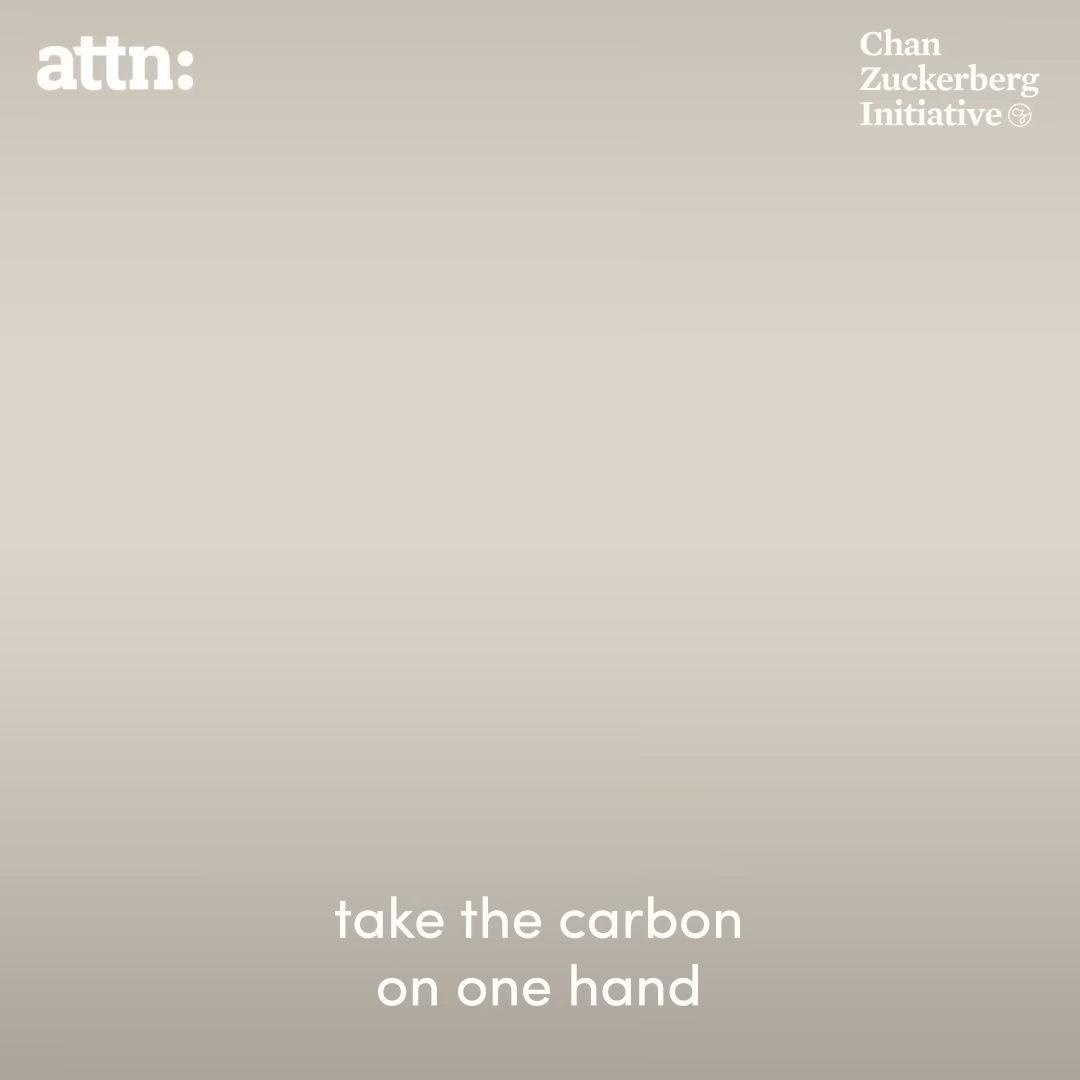 attn:
Chan
Zuckerberg
Initiative
take the carbon
on one hand